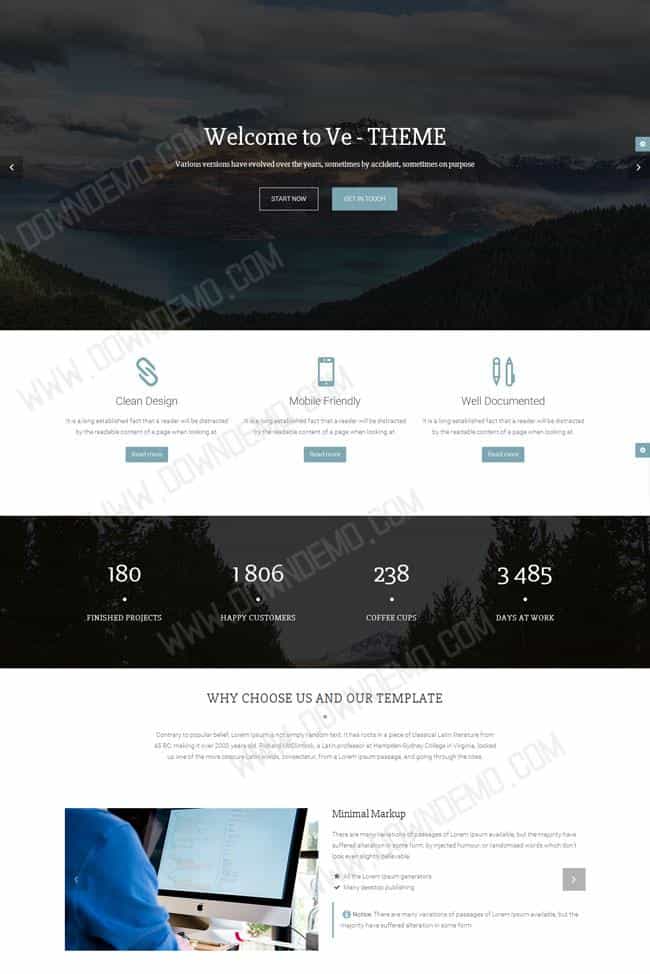 Welcome to Ve - THEME
Various versions have evolved over the years, sometimes by accident, sometimes on purpose
START NOW
GET IN TOUCH
WWW.DOWNDEMO.COM
Clean Design
Mobile Friendly
Well Documented
It is a long established fact that a reader will be distracted
by the readable content of a page when looking at.
It is a long established fact that a reader will be distracted
by the readable content of a page when looking at.
It is a long established fact that a reader will be distracted
by the readable content of a page when looking at.
Read more
Read more
Read more
WWW.DOWNDEMO.COM
180
1 806
238
3 485
FINISHED PROJECTS
HAPPY CUSTOMERS
COFFEE CUPS
DAYS AT WORK
WWW.DOWNDEMO.COM
WHY CHOOSE US AND OUR TEMPLATE
Contrary to popular belief, Lorem Ipsum is not simply random text. It has roots in a piece of classical Latin literature from
45 BC, making it over 2000 years old. Richard McClintock, a Latin professor at Hampden-Sydney College in Virginia, looked
up one of the more obscure Latin words, consectetur, from a Lorem Ipsum passage, and going through the cites.
WWW.DOWNDEMO.COM
Minimal Markup
There are many variations of passages of Lorem Ipsum available, but the majority have
suffered alteration in some form, by injected humour, or randomised words which don't
look even slightly believable.
All the Lorem Ipsum generators
Many desktop publishing
Notice: There are many variations of passages of Lorem Ipsum available, but the
majority have suffered alteration in some form
WWW.DOWNDEMO.COM